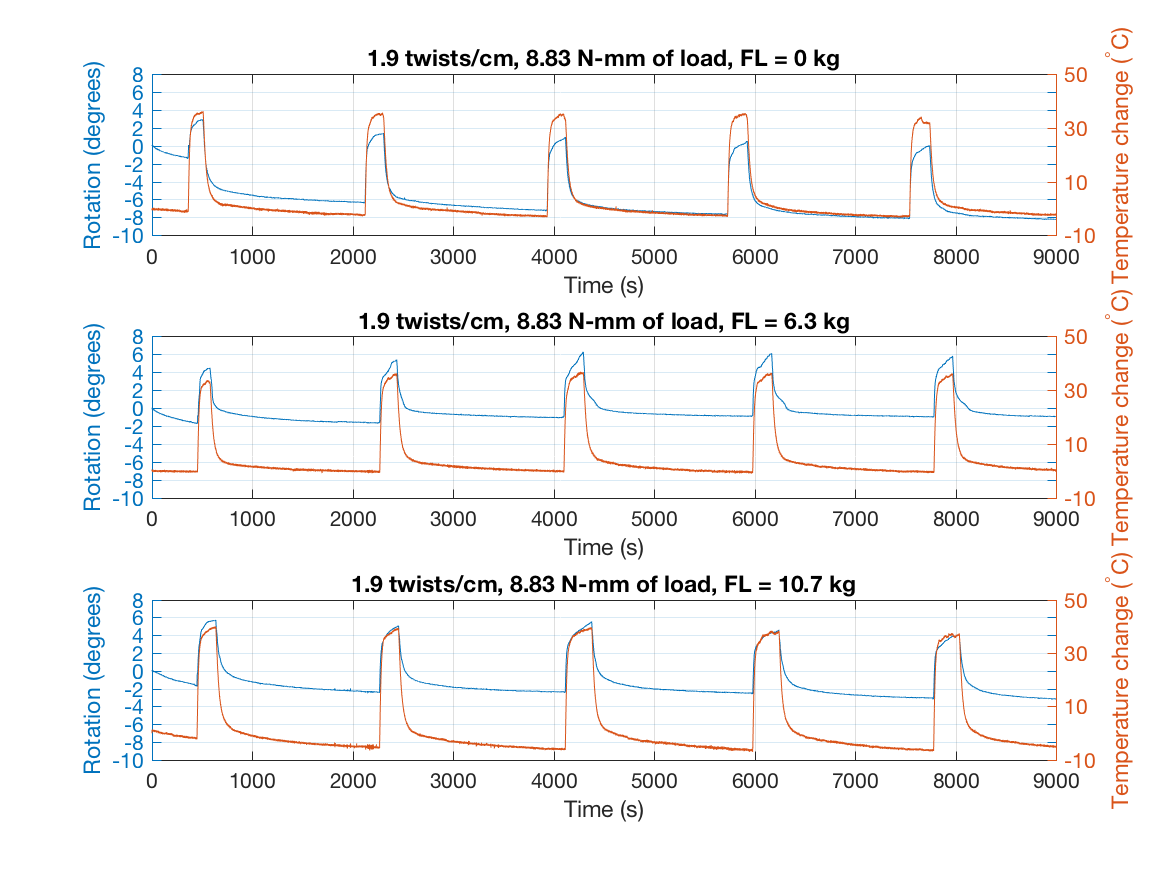 1.9 twists/cm, 8.83 N-mm of load, FL = 0 kg
Rotation (degrees)
8
6
4
2
0
-2
-4
-6
-8
-10
50
30
10
-10
Temperature change (°C)
0 1000 2000 3000 4000 5000 6000 7000 8000 9000
Time (s)
1.9 twists/cm, 8.83 N-mm of load, FL = 6.3 kg
Rotation (degrees)
8
6
4
2
0
-2
-4
-6
-8
-10
50
30
10
-10
Temperature change (°C)
0 1000 2000 3000 4000 5000 6000 7000 8000 9000
Time (s)
1.9 twists/cm, 8.83 N-mm of load, FL = 10.7 kg
Rotation (degrees)
8
6
4
2
0
-2
-4
-6
-8
-10
50
30
10
-10
Temperature change (°C)
0 1000 2000 3000 4000 5000 6000 7000 8000 9000
Time (s)